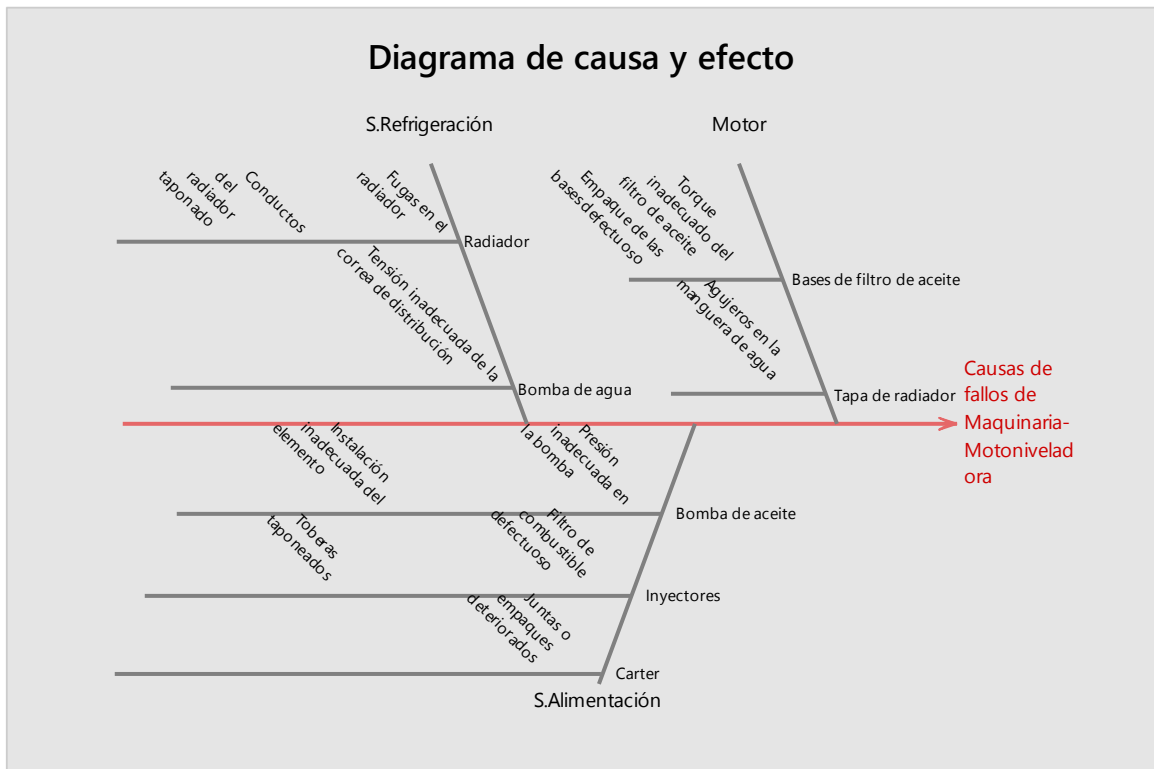 Diagrama de causa y efecto
S.Refrigeración
Motor
Conductos
del
radiador
taponado
Fugas en el
radiador
Radiador
Tensión inadecuada de la
correa de distribución
Bomba de agua
Torque
inadecuado del
filtro de aceite
Empaque de las
bases defectuoso
Bases de filtro de aceite
Agujeros en la
manguera de agua
Tapa de radiador
Causas de
fallos de
Maquinaria-
Motonivelad
ora
Instalación
inadecuada del
elemento
Presión
inadecuada en
la bomba
Bomba de aceite
Toberas
taponeados
Filtro de
combustible
defectuoso
Inyectores
Juntas o
empaques
deteriorados
Carter
S.Alimentación